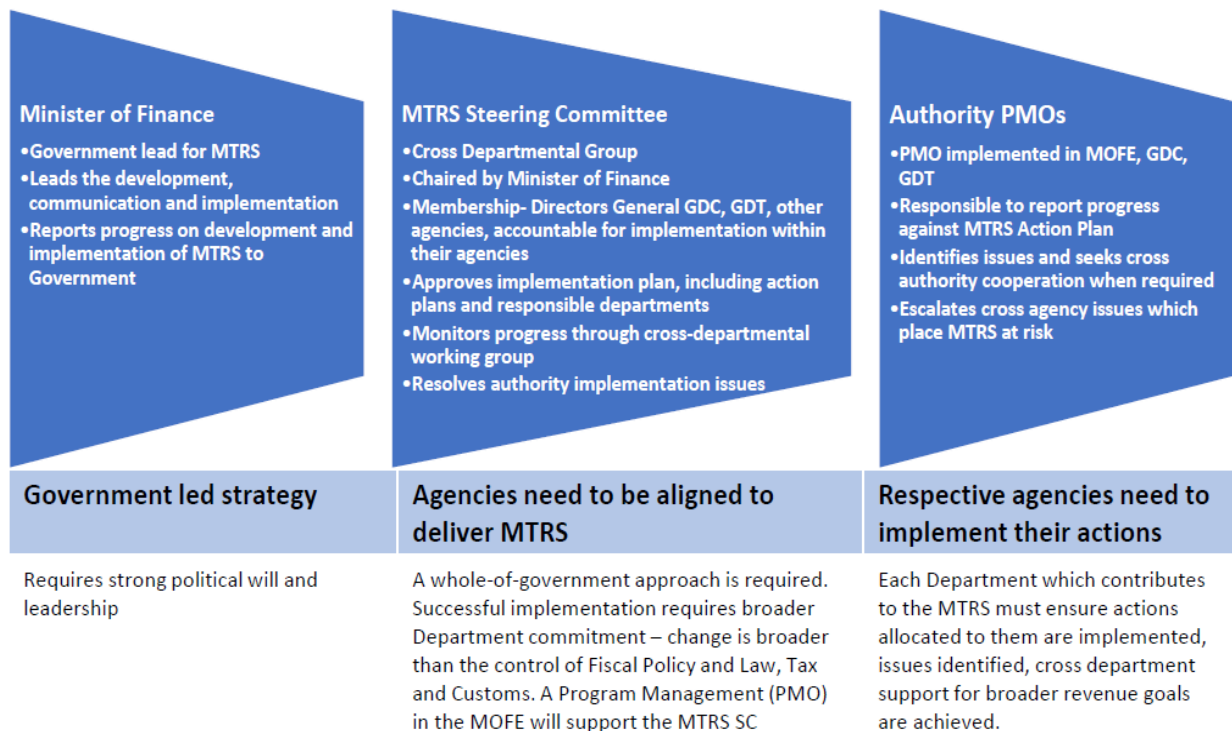 Minister of Finance
•Government lead for MTRS
•Leads the development,
communication and implementation
•Reports progress on development and
implementation of MTRS to
Government
MTRS Steering Committee
•Cross Departmental Group
•Chaired by Minister of Finance
•Membership- Directors General GDC, GDT, other
agencies, accountable for implementation within
their agencies
•Approves implementation plan, including action
plans and responsible departments
•Monitors progress through cross-departmental
working group
•Resolves authority implementation issues
Authority PMOs
•PMO implemented in MOFE, GDC,
GDT
•Responsible to report progress
against MTRS Action Plan
•Identifies issues and seeks cross
authority cooperation when required
•Escalates cross agency issues which
place MTRS at risk
Government led strategy
Agencies need to be aligned to
deliver MTRS
Respective agencies need to
implement their actions
Requires strong political will and
leadership
A whole-of-government approach is required.
Successful implementation requires broader
Department commitment – change is broader
than the control of Fiscal Policy and Law, Tax
and Customs. A Program Management (PMO)
in the MOFE will support the MTRS SC
Each Department which contributes
to the MTRS must ensure actions
allocated to them are implemented,
issues identified, cross department
support for broader revenue goals
are achieved.